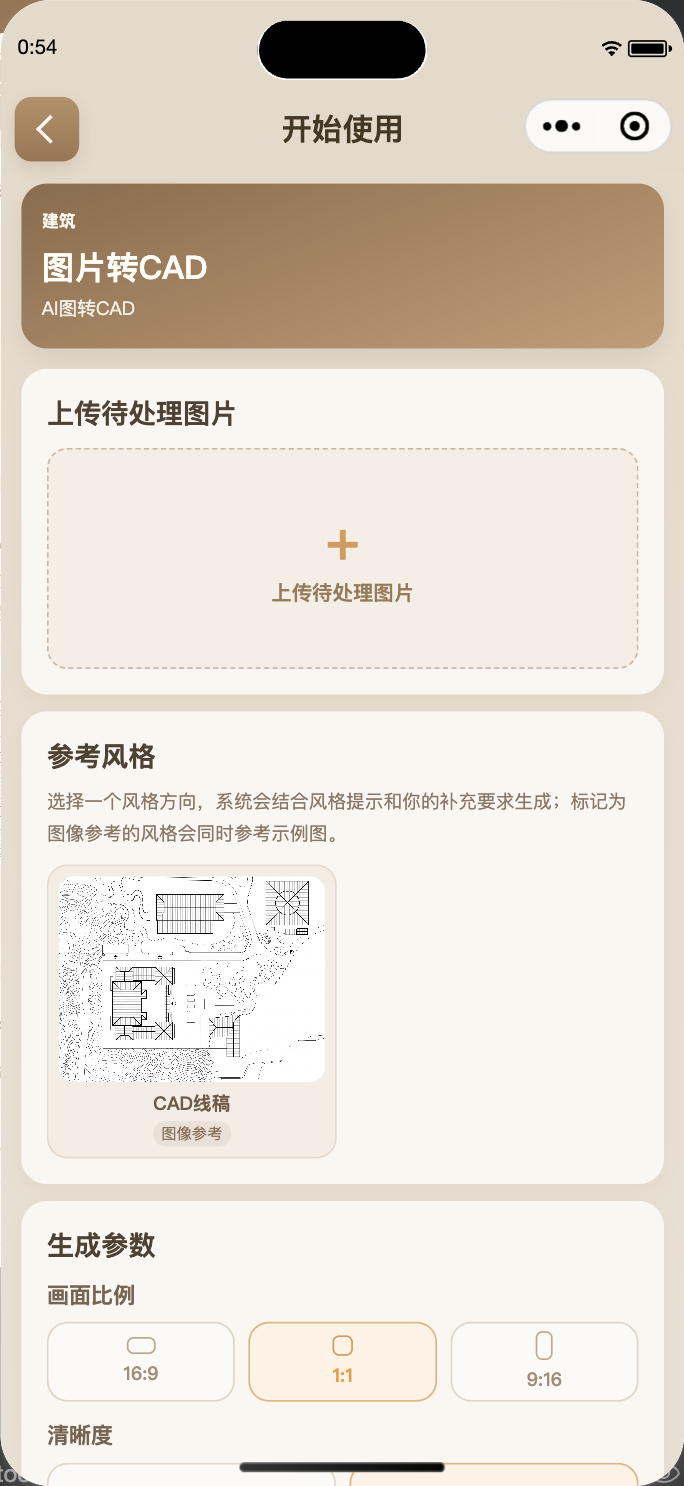 0:54
开始使用
建筑
图片转CAD
AI图转CAD
上传待处理图片
上传待处理图片
参考风格
选择一个风格方向，系统会结合风格提示和你的补充要求生成；标记为
图像参考的风格会同时参考示例图。
CAD线稿
图像参考
生成参数
画面比例
16:9
1:1
9:16
清晰度